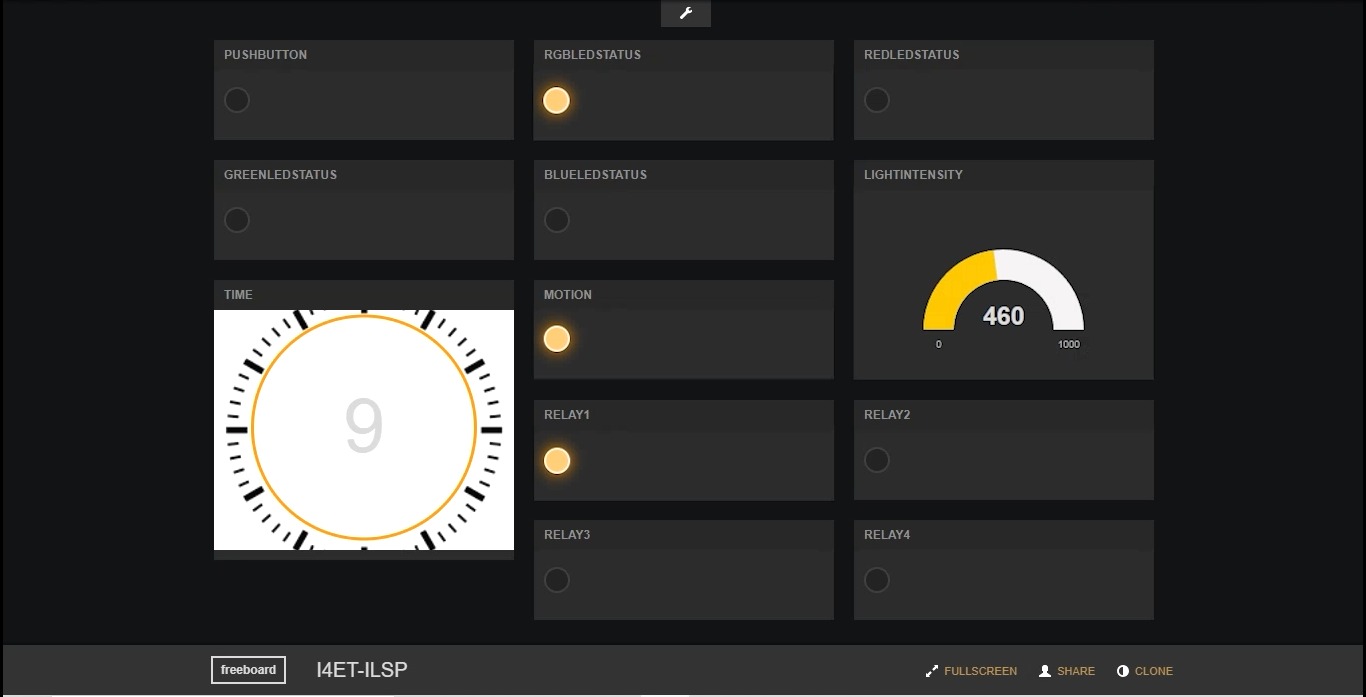 PUSHBUTTON
RGBLEDSTATUS
REDLEDSTATUS
GREENLEDSTATUS
BLUELEDSTATUS
LIGHTINTENSITY
460
0
1000
TIME
9
MOTION
RELAY1
RELAY2
RELAY3
RELAY4
freeboard
I4ET-ILSP
FULLSCREEN
SHARE
CLONE